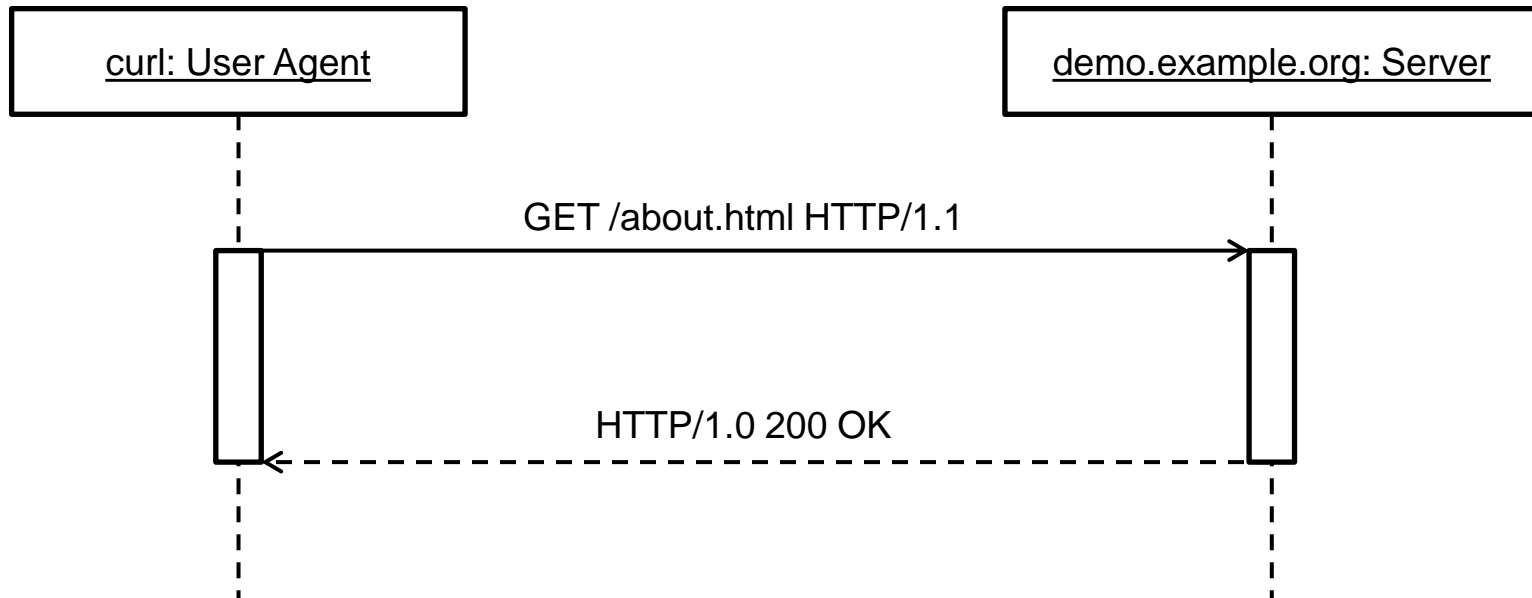 curl: User Agent
demo.example.org: Server
GET /about.html HTTP/1.1
HTTP/1.0 200 OK